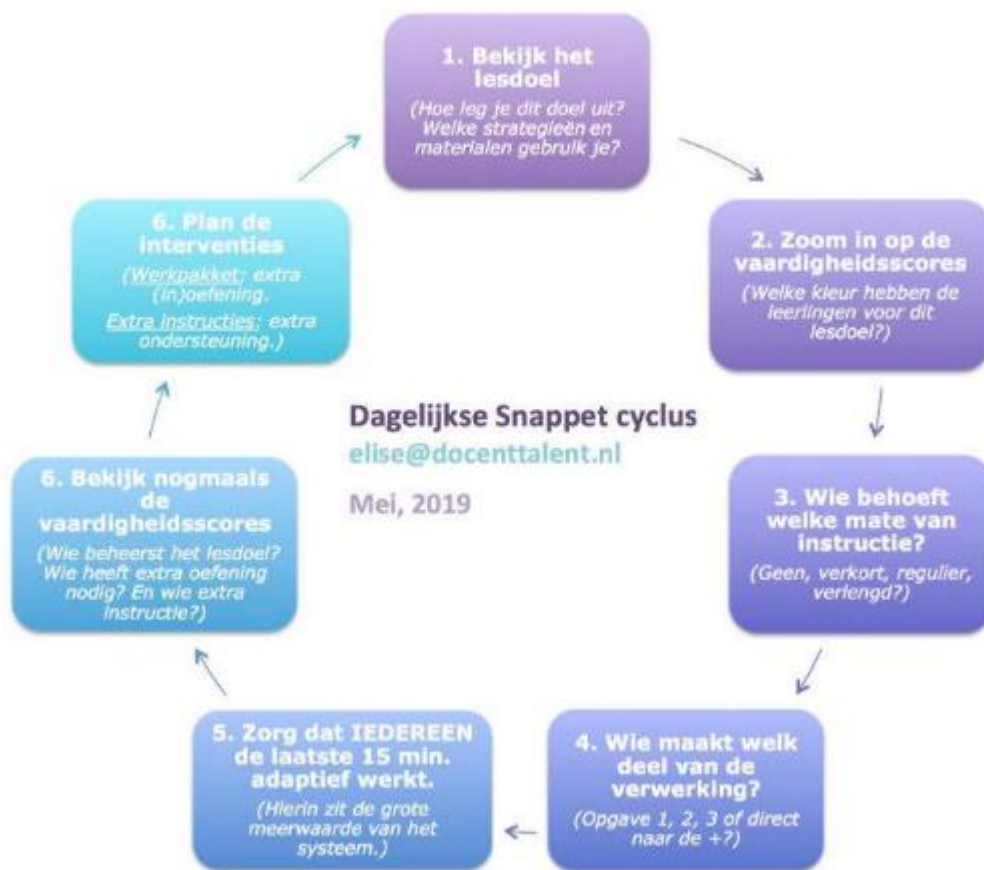 1. Bekijk het
lesdoel
(Hoe leg je dit doel uit?
Welke strategieën en
materialen gebruik je?
2. Zoom in op de
vaardigheidsscores
(Welke kleur hebben de
leerlingen voor dit
lesdoel?)
3. Wie behoeft
welke mate van
instructie?
(Geen, verkort, regulier,
verlengd?)
4. Wie maakt welk
deel van de
verwerking?
(Opgave 1, 2, 3 of direct
naar de +?)
5. Zorg dat IEDEREEN
de laatste 15 min.
adaptief werkt.
(Hierin zit de grote
meerwaarde van het
systeem.)
6. Bekijk nogmaals
de
vaardigheidsscores
(Wie beheerst het lesdoel?
Wie heeft extra oefening
nodig? En wie extra
instructie?)
6. Plan de
interventies
(Werkpakket; extra
(in)oefening.
Extra instructies; extra
ondersteuning.)
Dagelijkse Snappet cyclus
elise@docenttalent.nl
Mei, 2019